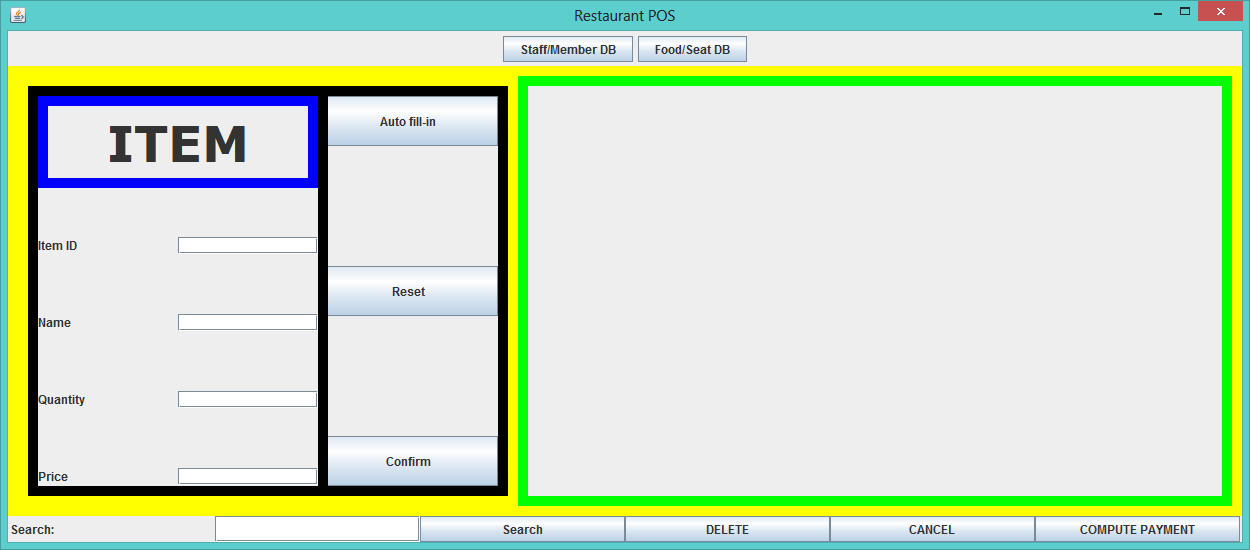 Restaurant POS
Staff/Member DB Food/Seat DB
ITEM
Auto fill-in
Item ID
Reset
Name
Quantity
Confirm
Price
Search: Search DELETE CANCEL COMPUTE PAYMENT